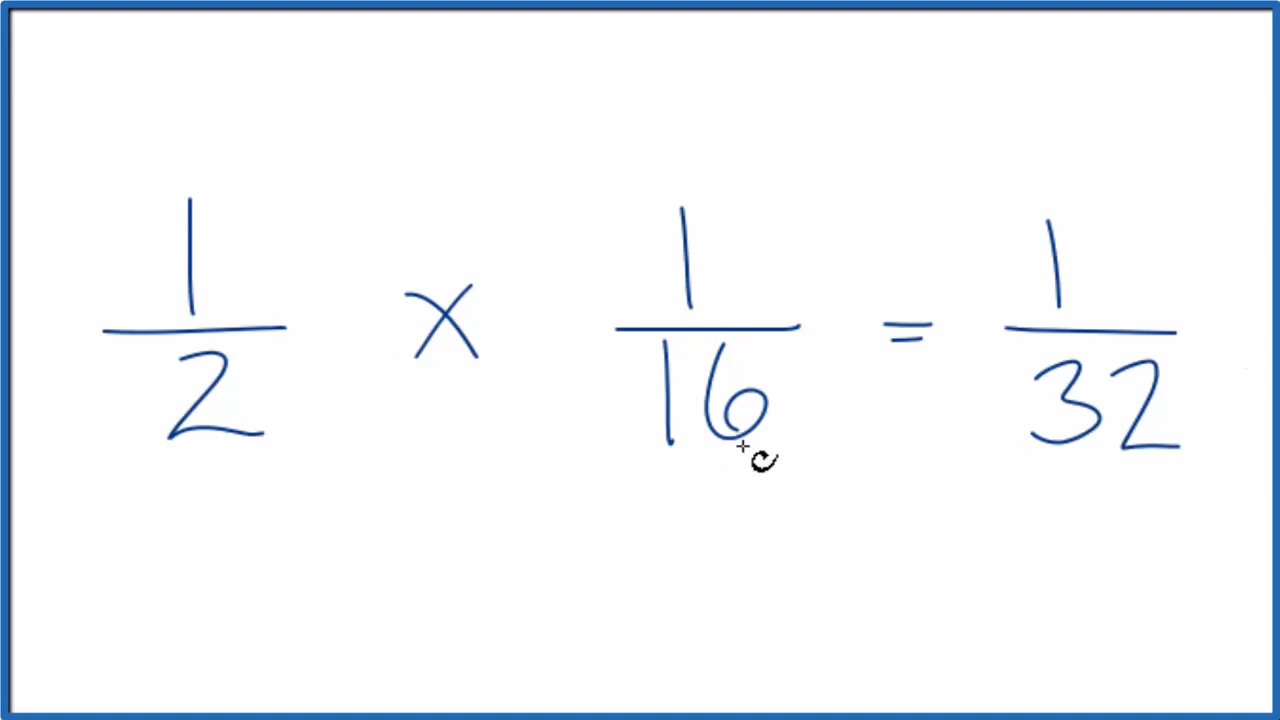 1/2 x 1/16 = 1/32